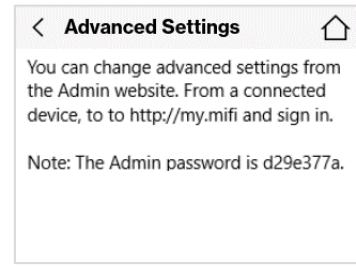 Advanced Settings
You can change advanced settings from
the Admin website. From a connected
device, to to http://my.mifi and sign in.
Note: The Admin password is d29e377a.